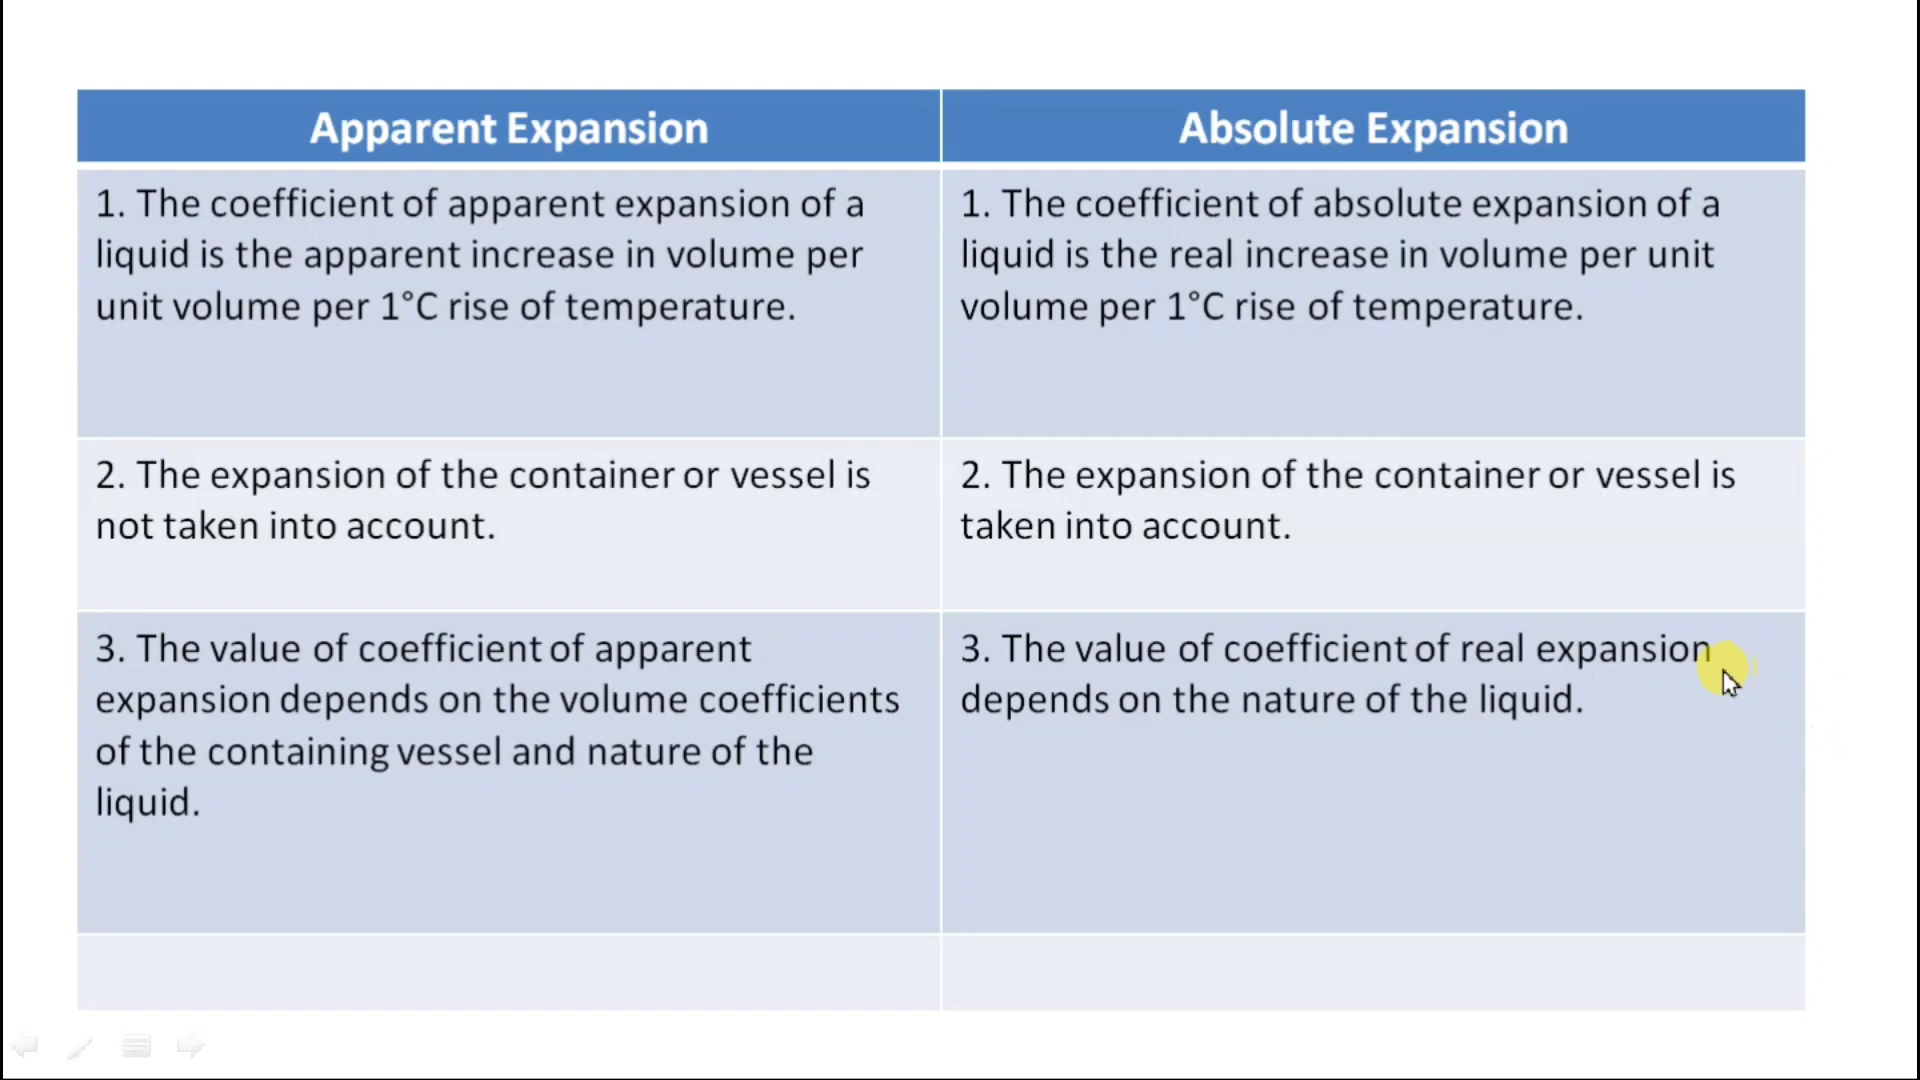 Apparent Expansion
Absolute Expansion
1. The coefficient of apparent expansion of a
liquid is the apparent increase in volume per
unit volume per 1°C rise of temperature.
1. The coefficient of absolute expansion of a
liquid is the real increase in volume per unit
volume per 1°C rise of temperature.
2. The expansion of the container or vessel is
not taken into account.
2. The expansion of the container or vessel is
taken into account.
3. The value of coefficient of apparent
expansion depends on the volume coefficients
of the containing vessel and nature of the
liquid.
3. The value of coefficient of real expansion
depends on the nature of the liquid.